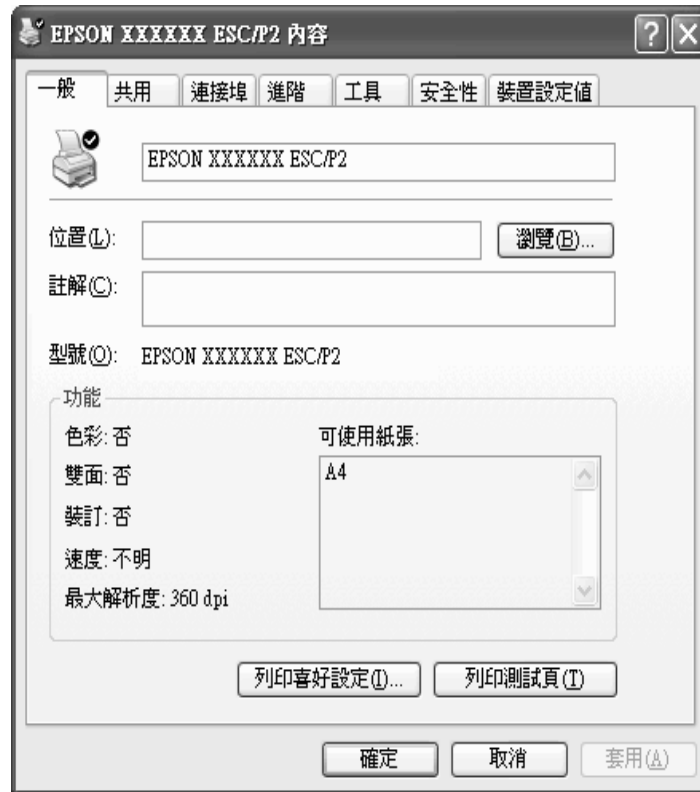 EPSON XXXXXX ESC/P2 內容
一般 共用 連接埠 進階 工具 安全性 裝置設定值
EPSON XXXXXX ESC/P2
位置(L): 瀏覽(B)...
註解(C):
型號(O): EPSON XXXXXX ESC/P2
功能
色彩: 否 可使用紙張:
雙面: 否 A4
裝訂: 否
速度: 不明
最大解析度: 360 dpi
列印喜好設定(I)... 列印測試頁(T)
確定 取消 套用(A)